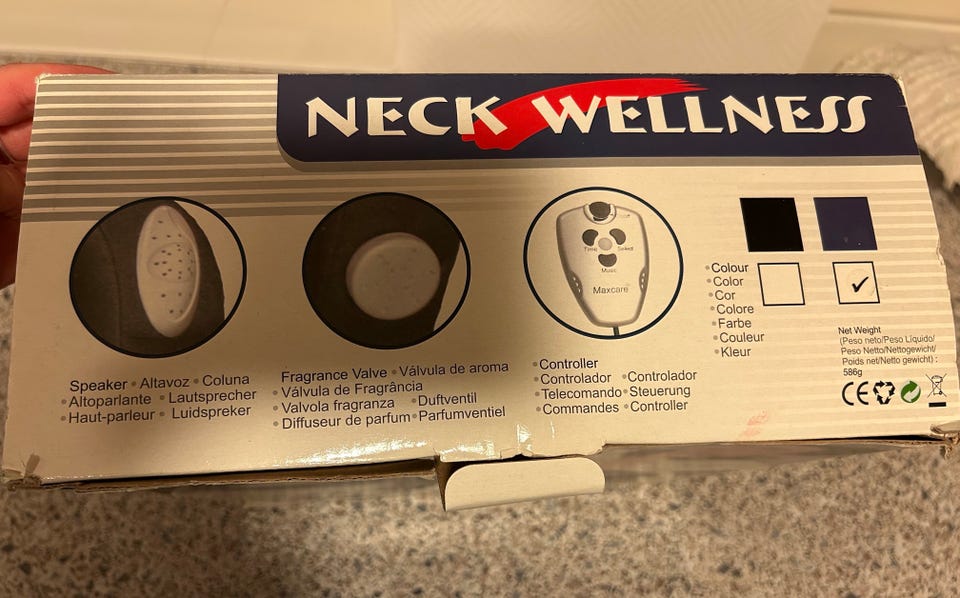 NECK WELLNESS
Time Select
Music
Maxcare
Speaker • Altavoz • Coluna
• Altoparlante • Lautsprecher
• Haut-parleur • Luidspreker
Fragrance Valve • Válvula de aroma
• Válvula de Fragrância
• Valvola fragranza • Duftventil
• Diffuseur de parfum • Parfumventiel
• Controller
Controlador • Controlador
Telecomando • Steuerung
• Commandes • Controller
• Colour
• Color
• Cor
• Colore
• Farbe
• Couleur
• Kleur
Net Weight
(Peso neto/Peso Líquido/
Peso Netto/Nettogewicht/
Poids net/Netto gewicht) :
586g
CE